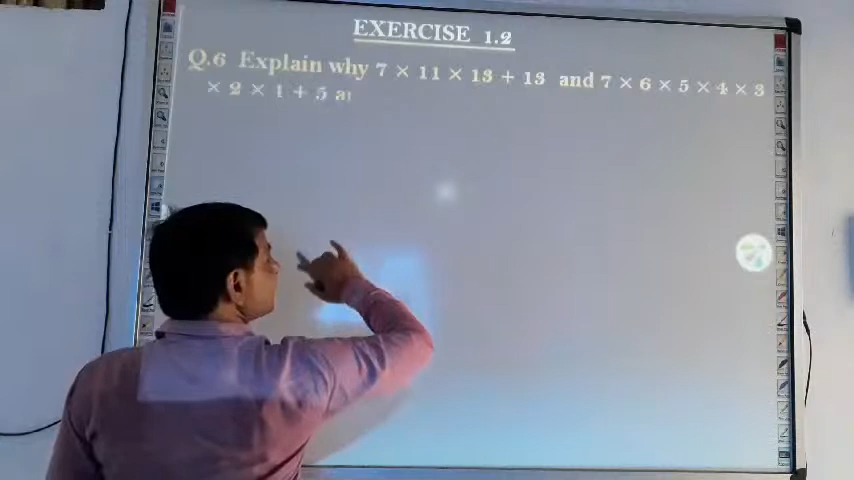 EXERCISE 1.2
Q.6 Explain why 7 × 11 × 13 + 13 and 7 × 6 × 5 × 4 × 3
× 2 × 1 + 5